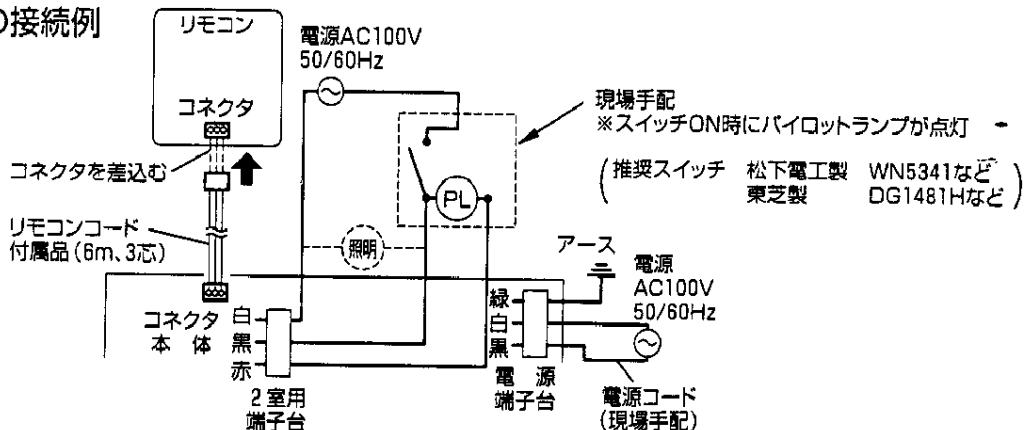 の接続例
リモコン
コネクタ
コネクタを差込む
リモコンコード
付属品(6m、3芯)
コネクタ
本体
電源AC100V
50/60Hz
PL
照明
現場手配
※スイッチON時にパイロットランプが点灯
(推奨スイッチ 松下電工製 WN5341など
東芝製 DG1481Hなど)
白
黒
赤
2室用
端子台
アース
緑
白
黒
電源
端子台
電源
AC100V
50/60Hz
電源コード
(現場手配)